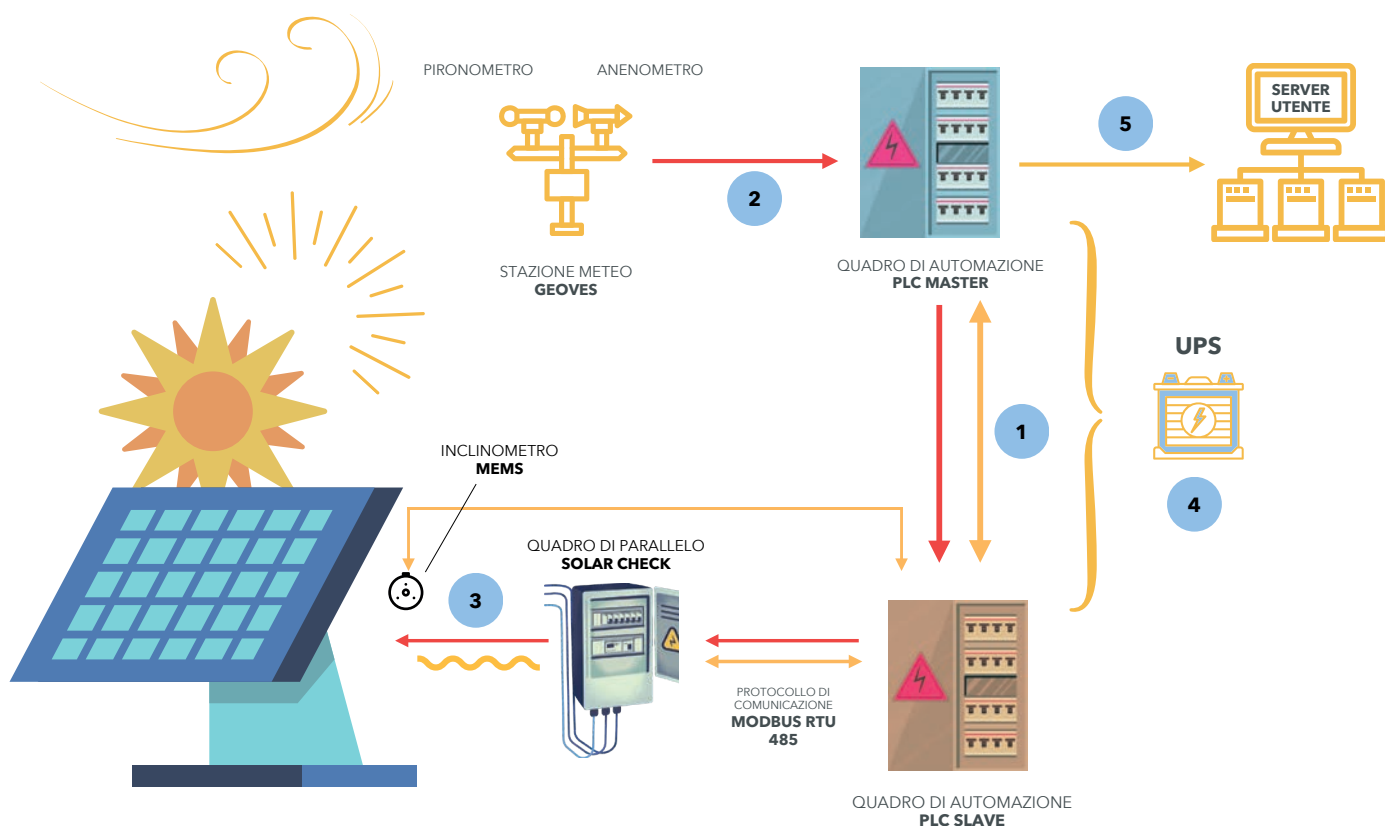 PIRONOMETRO
ANENOMETRO
SERVER
UTENTE
5
2
STAZIONE METEO
GEOVES
QUADRO DI AUTOMAZIONE
PLC MASTER
UPS
1
4
INCLINOMETRO
MEMS
QUADRO DI PARALLELO
SOLAR CHECK
3
PROTOCOLLO DI
COMUNICAZIONE
MODBUS RTU
485
QUADRO DI AUTOMAZIONE
PLC SLAVE